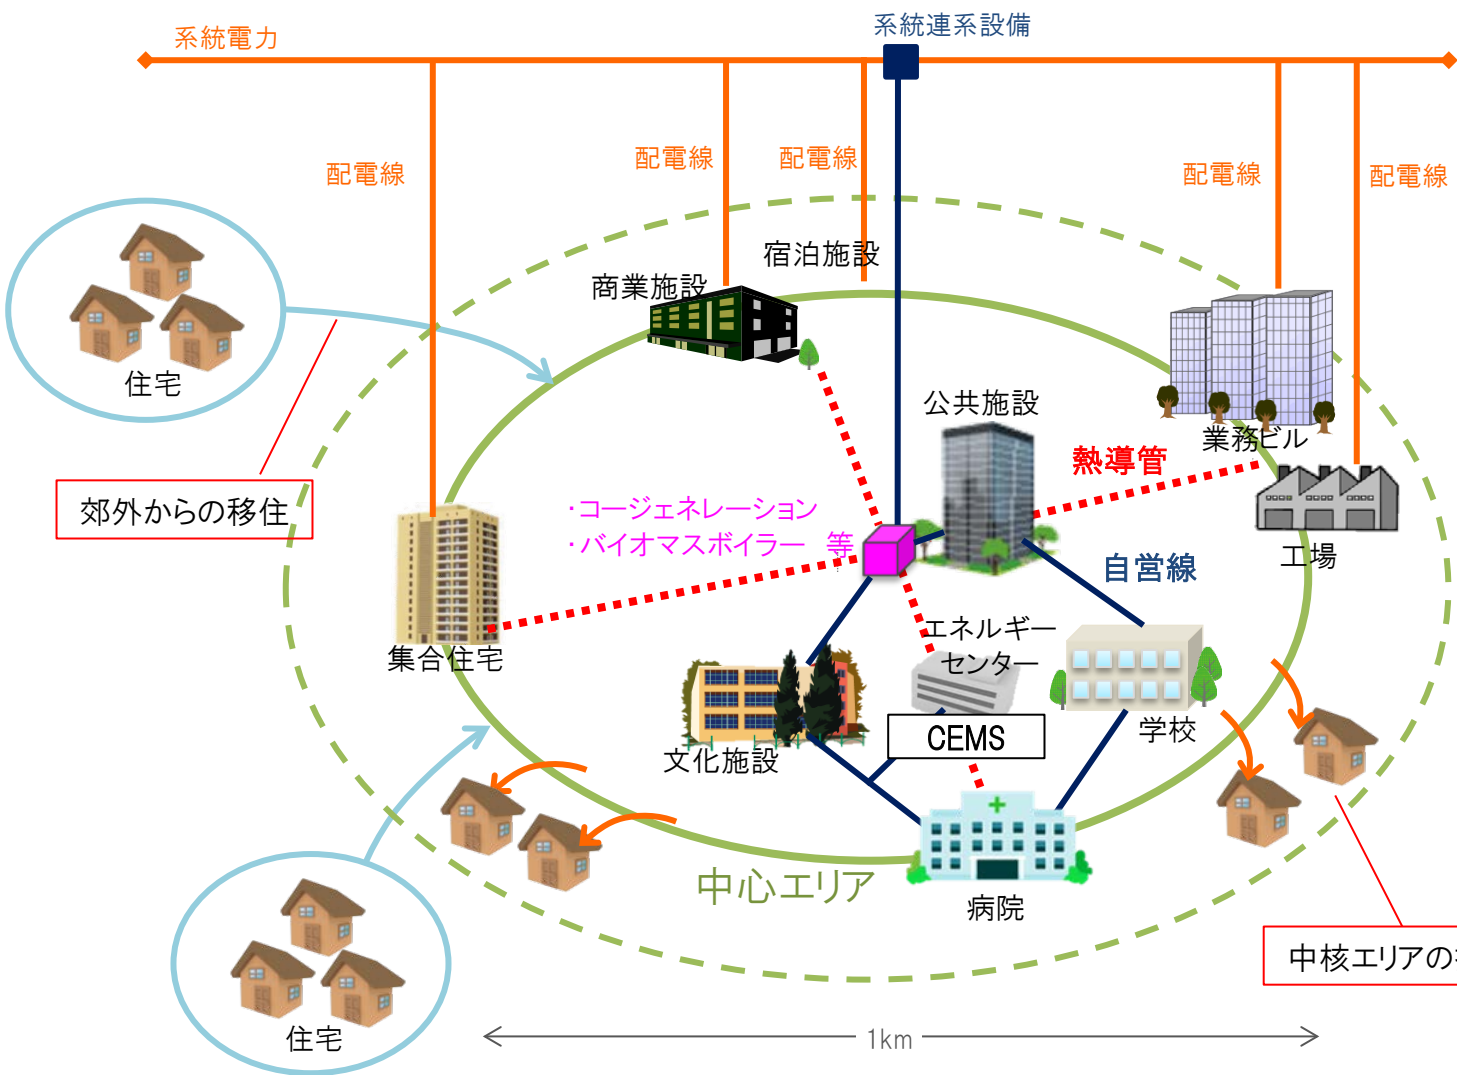 系統連系設備
系統電力
配電線
配電線
配電線
配電線
配電線
宿泊施設
商業施設
住宅
公共施設
業務ビル
熱導管
郊外からの移住
・コージェネレーション
・バイオマスボイラー 等
工場
自営線
エネルギー
センター
集合住宅
学校
CEMS
文化施設
中心エリア
病院
中核エリアの
住宅
1km